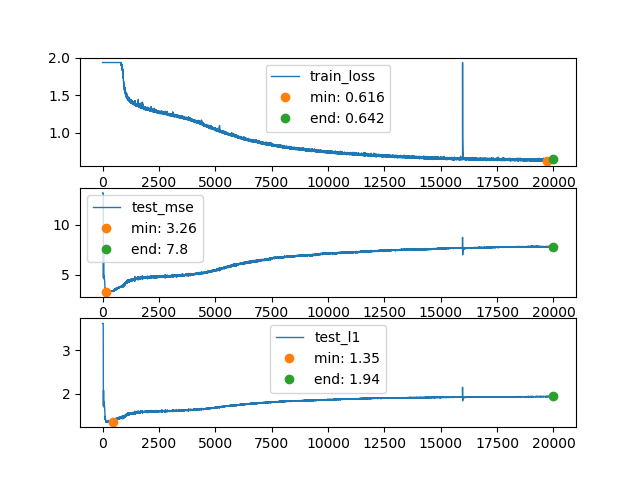 2.0
1.5
1.0
train_loss
min: 0.616
end: 0.642
0 2500 5000 7500 10000 12500 15000 17500 20000
10
5
test_mse
min: 3.26
end: 7.8
0 2500 5000 7500 10000 12500 15000 17500 20000
3
2
test_l1
min: 1.35
end: 1.94
0 2500 5000 7500 10000 12500 15000 17500 20000